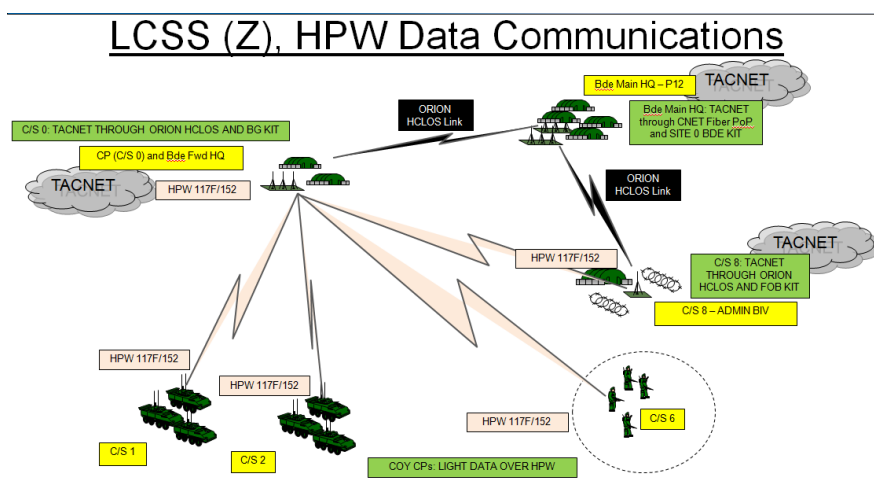 LCSS (Z), HPW Data Communications
Bde Main HQ – P12
TACNET
ORION
HCLOS Link
Bde Main HQ: TACNET
through CNET Fiber PoP
and SITE 0 BDE KIT
C/S 0: TACNET THROUGH ORION HCLOS AND BG KIT
CP (C/S 0) and Bde Fwd HQ
TACNET
HPW 117F/152
ORION
HCLOS Link
TACNET
HPW 117F/152
C/S 8: TACNET
THROUGH ORION
HCLOS AND FOB KIT
C/S 8 – ADMIN BIV
HPW 117F/152
HPW 117F/152
HPW 117F/152
C/S 6
C/S 1
C/S 2
COY CPs: LIGHT DATA OVER HPW